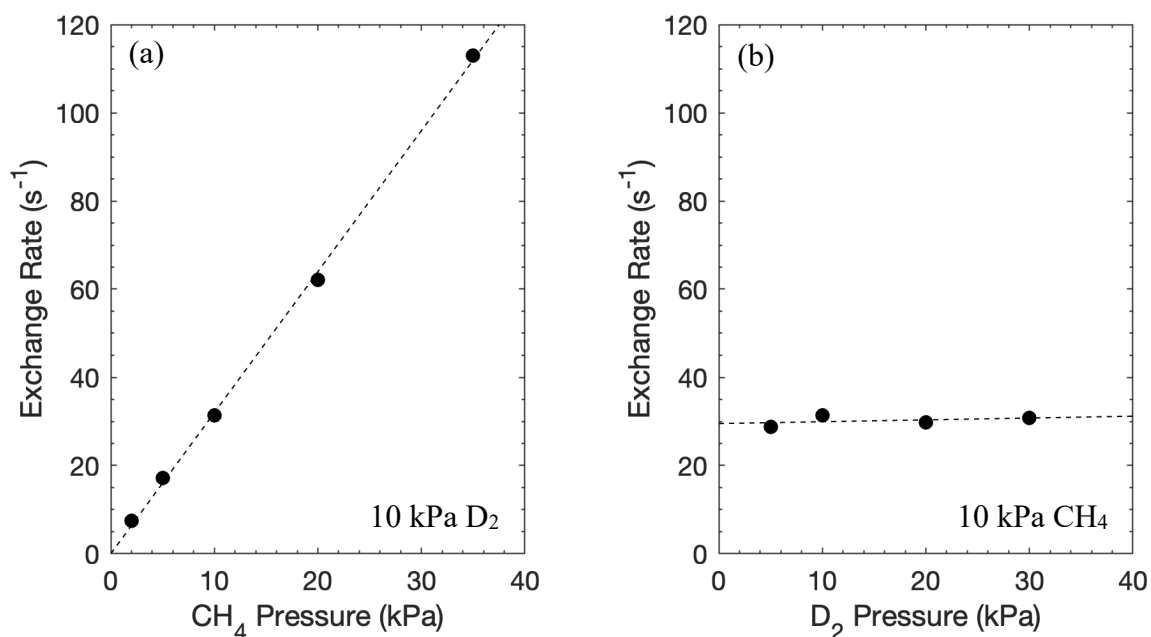 (a)
120
100
80
60
40
20
0
Exchange Rate (s⁻¹)
10 kPa D₂
0 10 20 30 40
CH₄ Pressure (kPa)
(b)
120
100
80
60
40
20
0
Exchange Rate (s⁻¹)
10 kPa CH₄
0 10 20 30 40
D₂ Pressure (kPa)